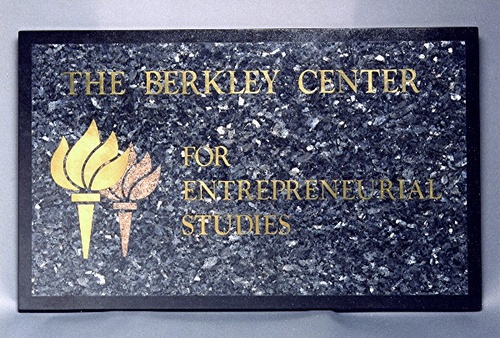 THE BERKLEY CENTER
FOR
ENTREPRENEURIAL
STUDIES